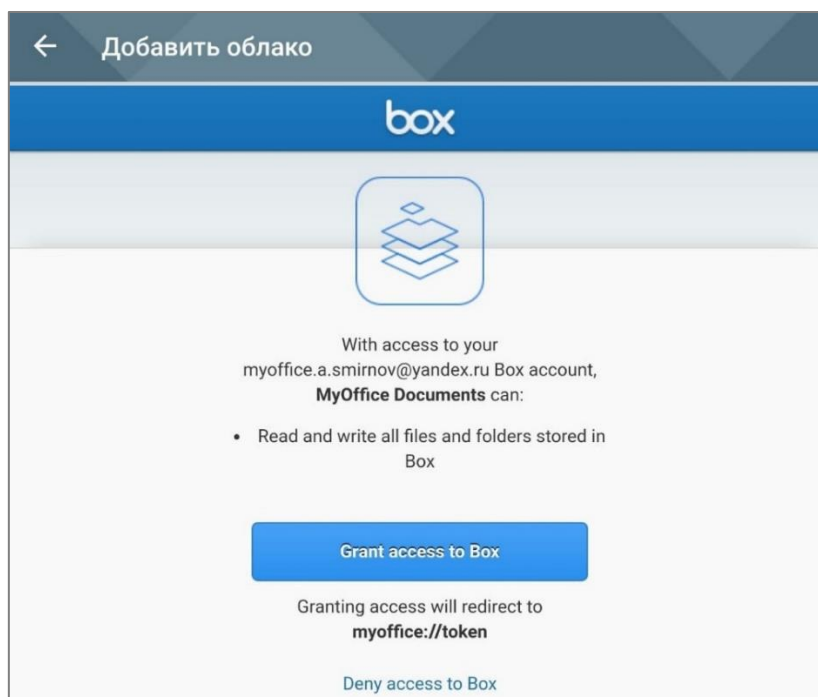 Добавить облако
box
With access to your
myoffice.a.smirnov@yandex.ru Box account,
MyOffice Documents can:
• Read and write all files and folders stored in
Box
Grant access to Box
Granting access will redirect to
myoffice://token
Deny access to Box